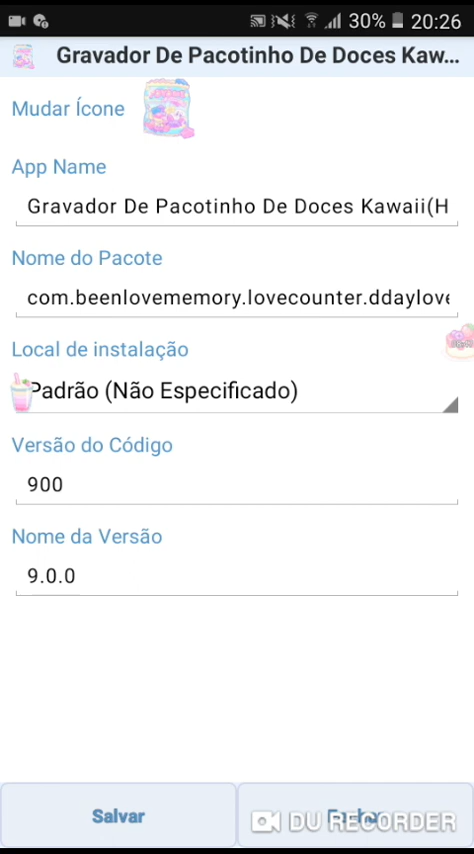 30% 20:26
Gravador De Pacotinho De Doces Kaw...
Mudar Ícone
App Name
Gravador De Pacotinho De Doces Kawaii(H
Nome do Pacote
com.beenlovememory.lovecounter.ddaylove
Local de instalação
Padrão (Não Especificado)
Versão do Código
900
Nome da Versão
9.0.0
Salvar
DU RECORDER